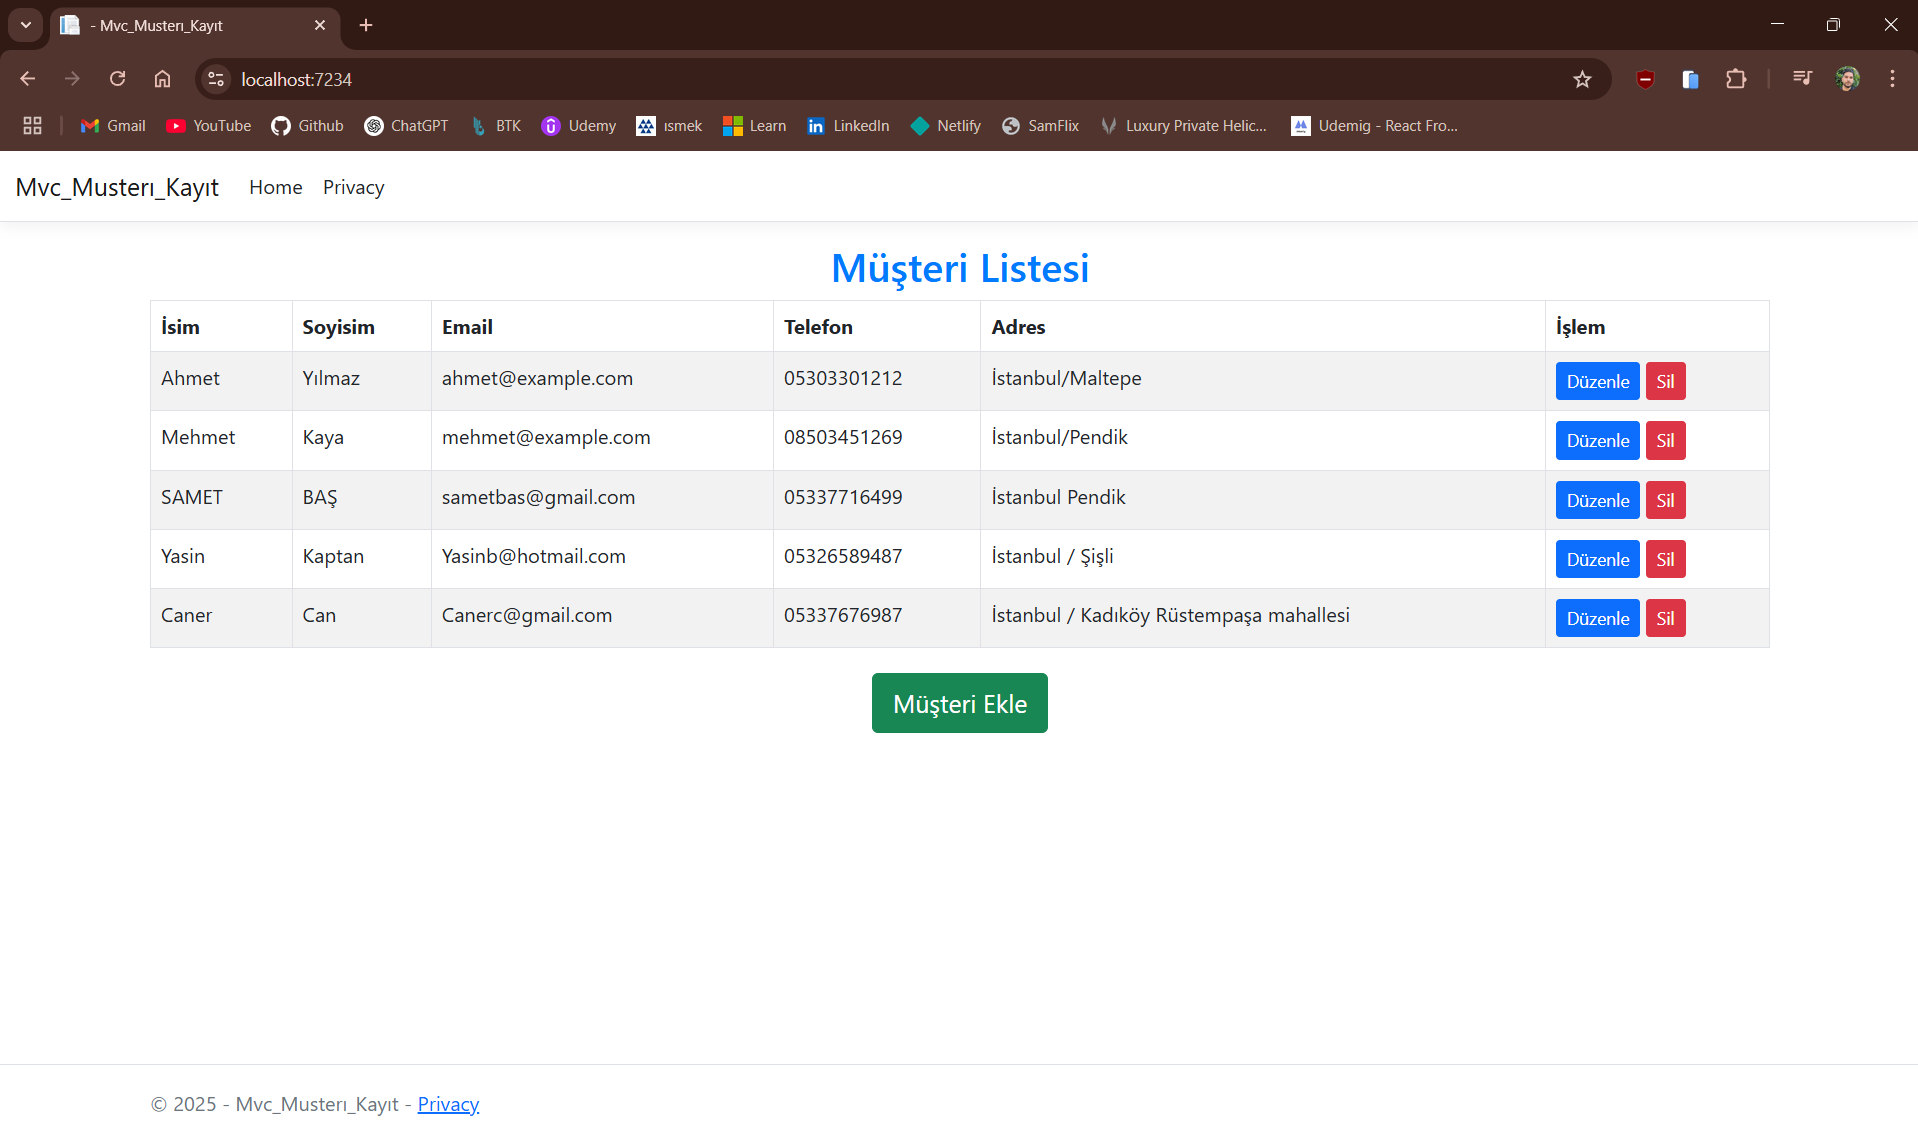 - Mvc_Musterı_Kayıt
localhost:7234
Gmail YouTube Github ChatGPT BTK Udemy ısmek Learn LinkedIn Netlify SamFlix Luxury Private Helic... Udemig - React Fro...
Mvc_Musterı_Kayıt Home Privacy
Müşteri Listesi
İsim Soyisim Email Telefon Adres İşlem
Ahmet Yılmaz ahmet@example.com 05303301212 İstanbul/Maltepe Düzenle Sil
Mehmet Kaya mehmet@example.com 08503451269 İstanbul/Pendik Düzenle Sil
SAMET BAŞ sametbas@gmail.com 05337716499 İstanbul Pendik Düzenle Sil
Yasin Kaptan Yasinb@hotmail.com 05326589487 İstanbul / Şişli Düzenle Sil
Caner Can Canerc@gmail.com 05337676987 İstanbul / Kadıköy Rüstempaşa mahallesi Düzenle Sil
Müşteri Ekle
© 2025 - Mvc_Musterı_Kayıt - Privacy